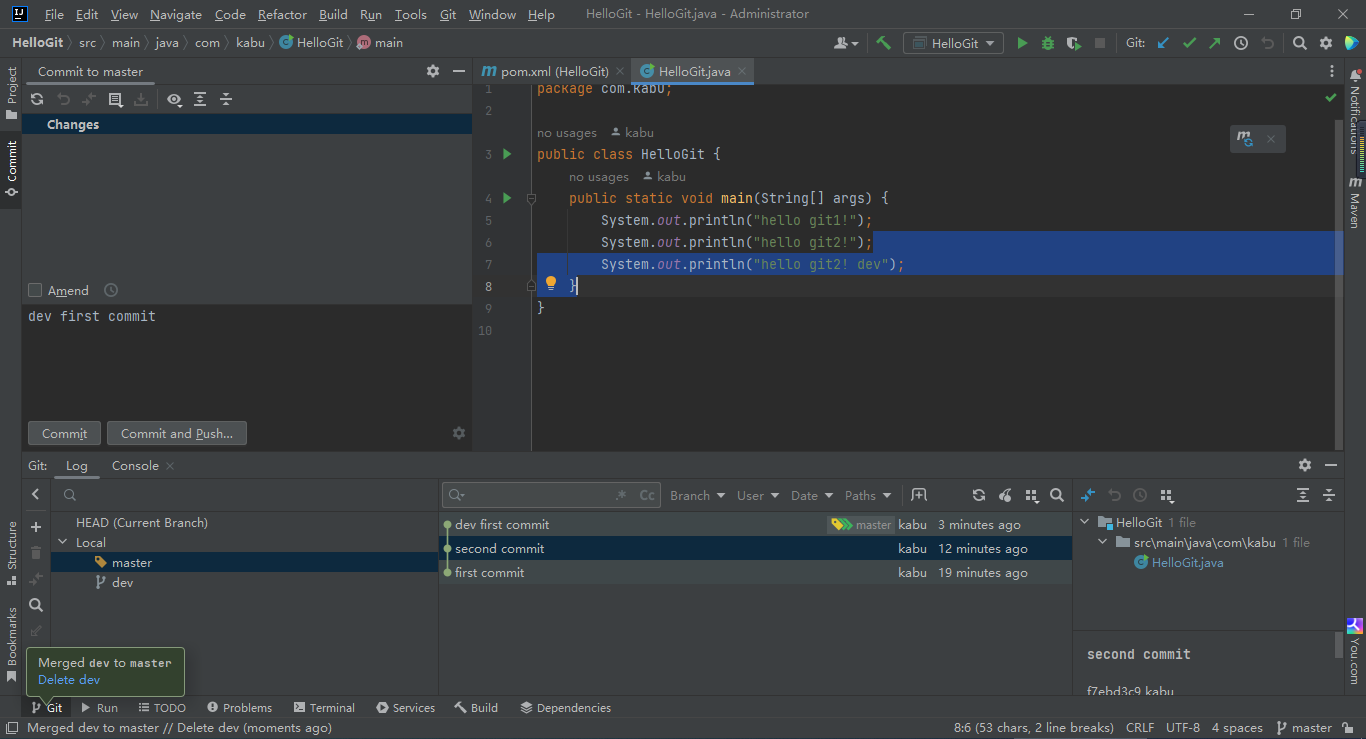 File Edit View Navigate Code Refactor Build Run Tools Git Window Help HelloGit - HelloGit.java - Administrator
HelloGit src main java com kabu HelloGit main
HelloGit Git:
Project
Commit
Structure
Bookmarks
Commit to master
Changes
Amend
dev first commit
Commit Commit and Push...
pom.xml (HelloGit) HelloGit.java
1 package com.kabu;
2
no usages kabu
3 public class HelloGit {
no usages kabu
4 public static void main(String[] args) {
5 System.out.println("hello git1!");
6 System.out.println("hello git2!");
7 System.out.println("hello git2! dev");
8 }
9 }
10
Notifications
Maven
You.com
Git: Log Console
HEAD (Current Branch)
Local
master
dev
Cc Branch User Date Paths
dev first commit master kabu 3 minutes ago
second commit kabu 12 minutes ago
first commit kabu 19 minutes ago
HelloGit 1 file
src\main\java\com\kabu 1 file
HelloGit.java
second commit
f7ebd3c9 kabu
Merged dev to master
Delete dev
Git Run TODO Problems Terminal Services Build Dependencies
Merged dev to master // Delete dev (moments ago) 8:6 (53 chars, 2 line breaks) CRLF UTF-8 4 spaces master